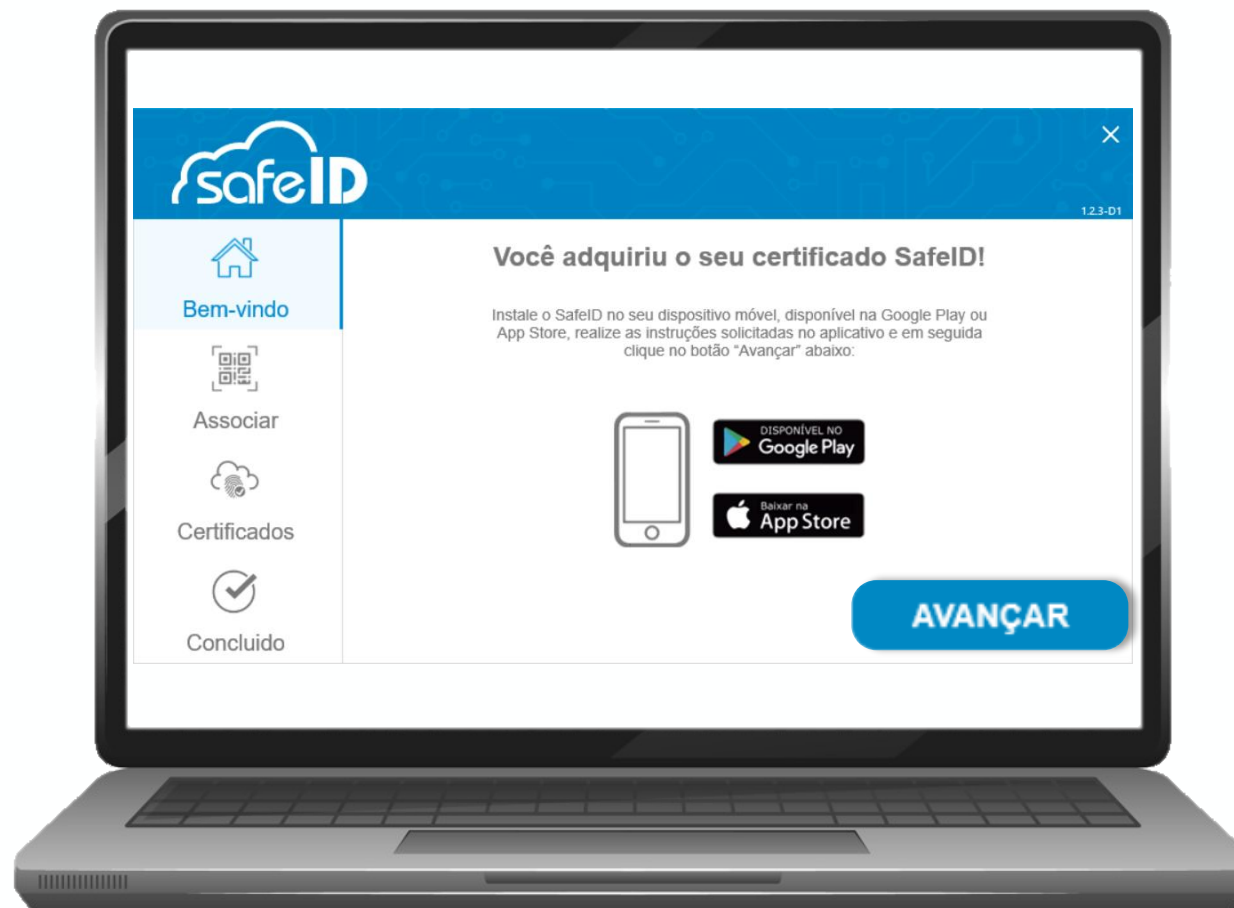 safeID
1.2.3-D1
Bem-vindo
Associar
Certificados
Concluido
Você adquiriu o seu certificado SafeID!
Instale o SafeID no seu dispositivo móvel, disponível na Google Play ou
App Store, realize as instruções solicitadas no aplicativo e em seguida
clique no botão “Avançar” abaixo:
DISPONÍVEL NO
Google Play
Baixar na
App Store
AVANÇAR